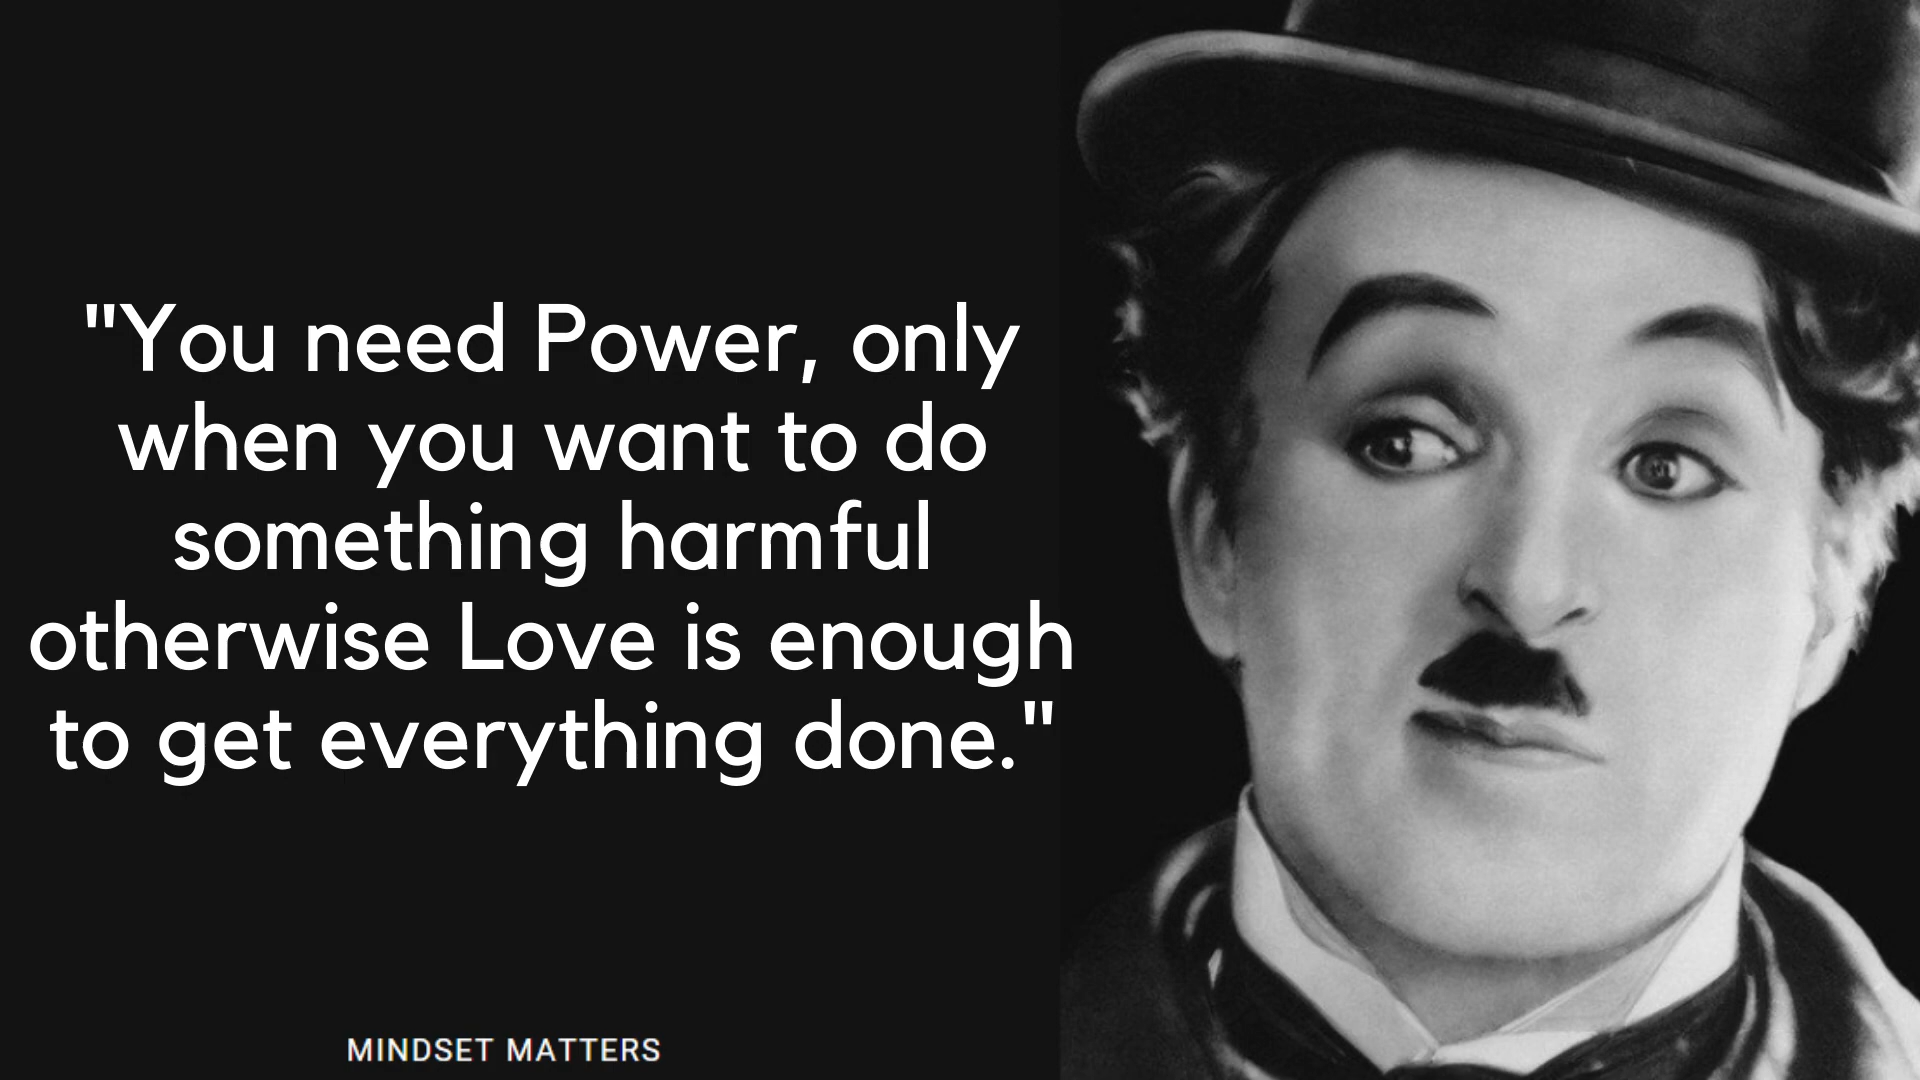 "You need Power, only
when you want to do
something harmful
otherwise Love is enough
to get everything done."
MINDSET MATTERS